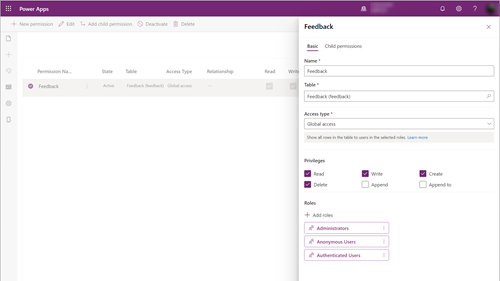 Power Apps
New permission Edit Add child permission Deactivate Delete
Permission Na... State Table Access Type Relationship Read Write
Feedback Active Feedback (feedback) Global access ---
Feedback
Basic Child permissions
Name *
Feedback
Table *
Feedback (feedback)
Access type *
Global access
Show all rows in the table to users in the selected roles. Learn more
Privileges
Read Write Create
Delete Append Append to
Roles
Add roles
Administrators
Anonymous Users
Authenticated Users